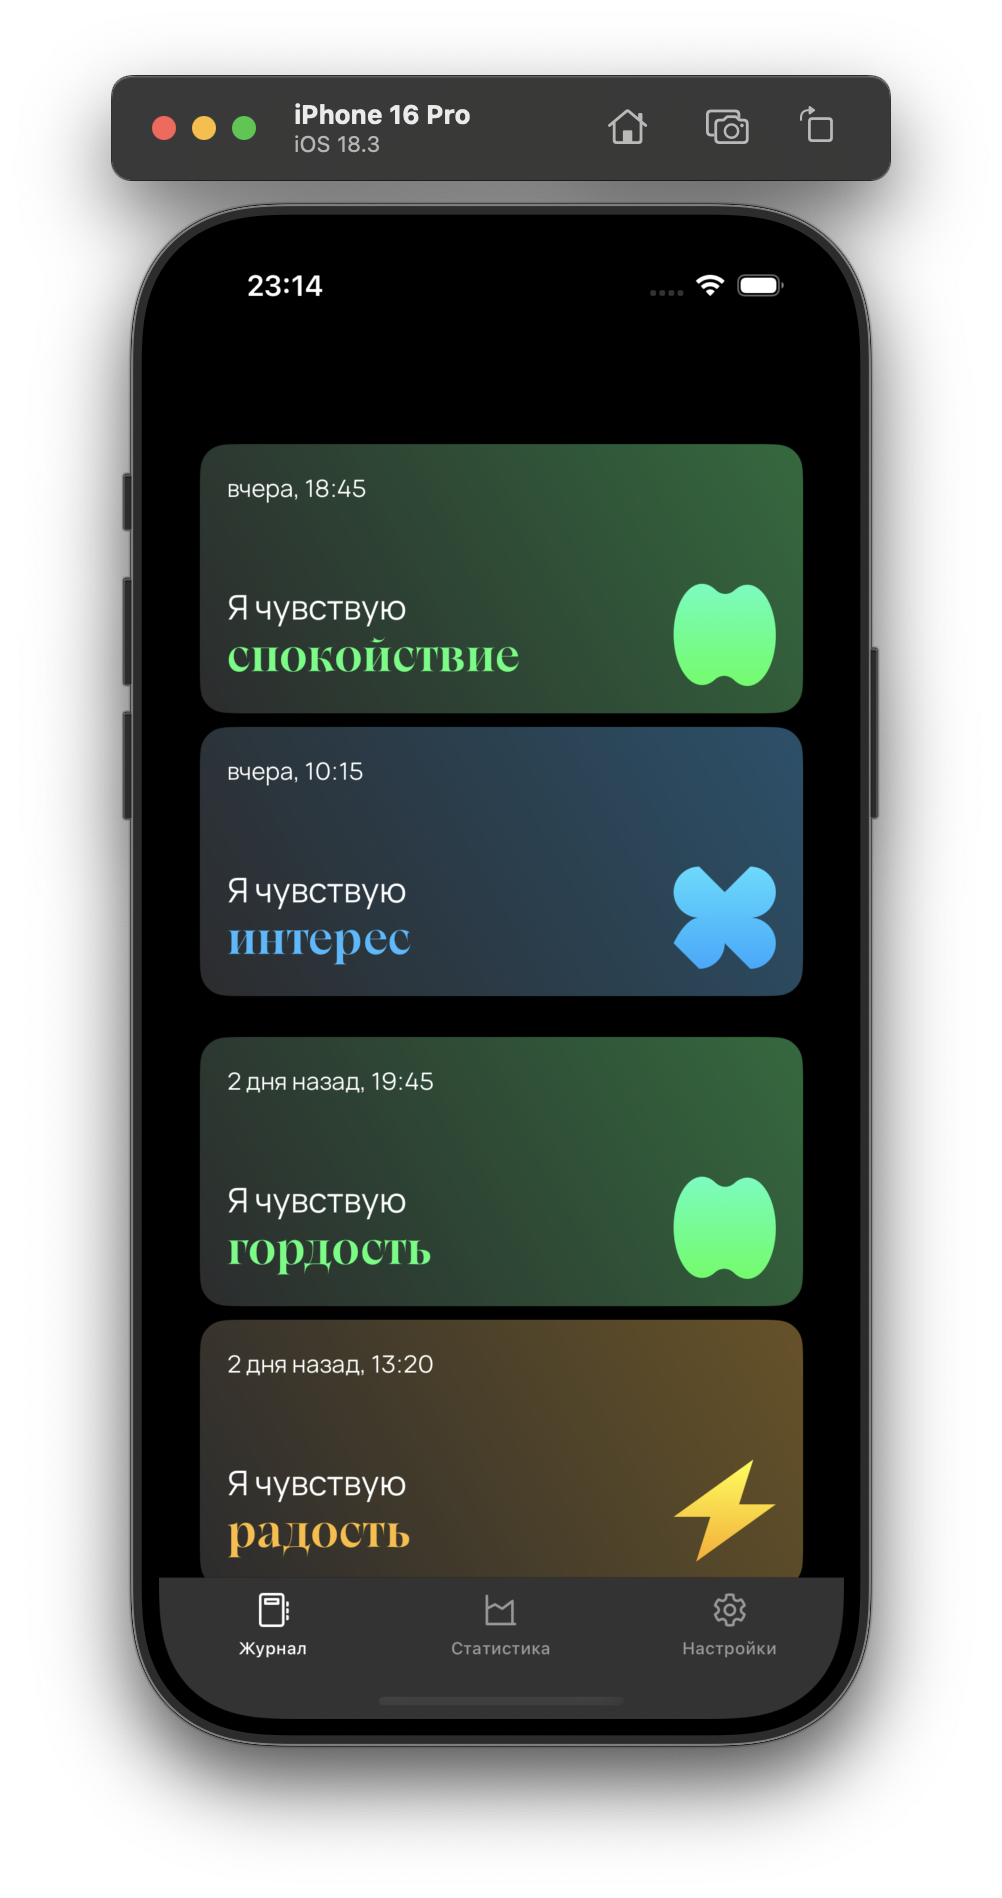 iPhone 16 Pro
iOS 18.3
23:14
вчера, 18:45
Я чувствую
спокойствие
вчера, 10:15
Я чувствую
интерес
2 дня назад, 19:45
Я чувствую
гордость
2 дня назад, 13:20
Я чувствую
радость
Журнал
Статистика
Настройки